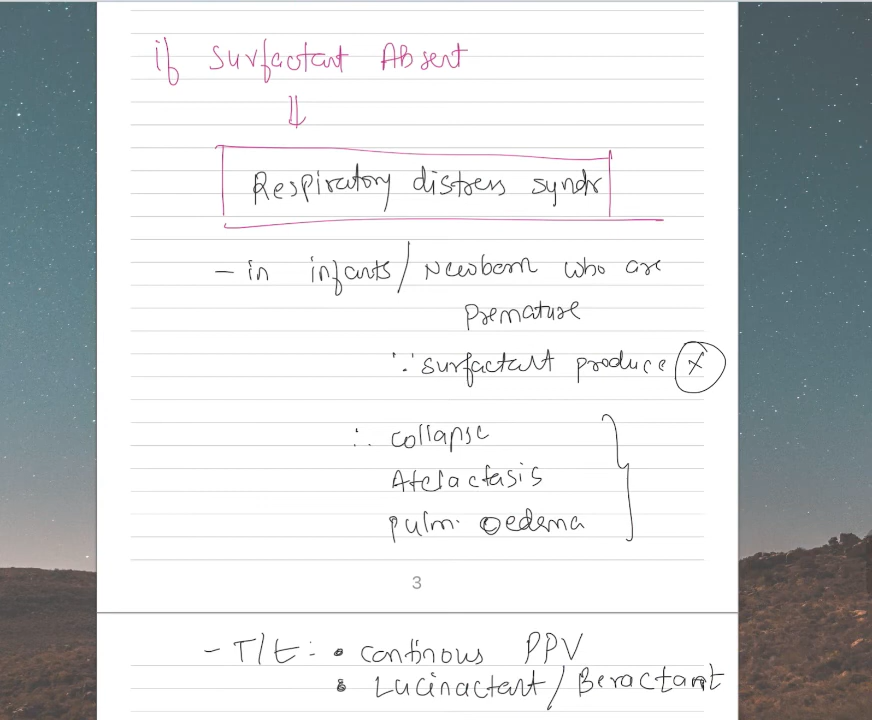 if surfactant Absent
⇓
Respiratory distress syndr
- in infants / Newborn who are
premature
∵ surfactant produce X
∴ collapse
Atelactasis
pulm. oedema
3
- T/t :- • continous PPV
• Lucinactant / Beractant